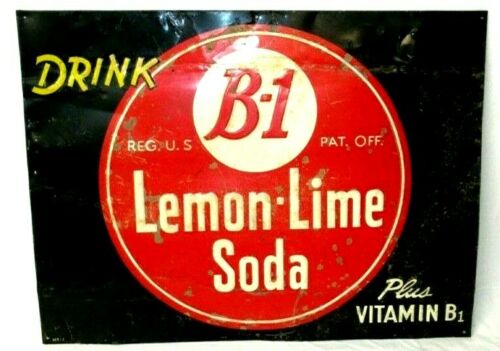 DRINK
B-1
REG. U.S PAT. OFF.
Lemon-Lime
Soda
Plus
VITAMIN B1